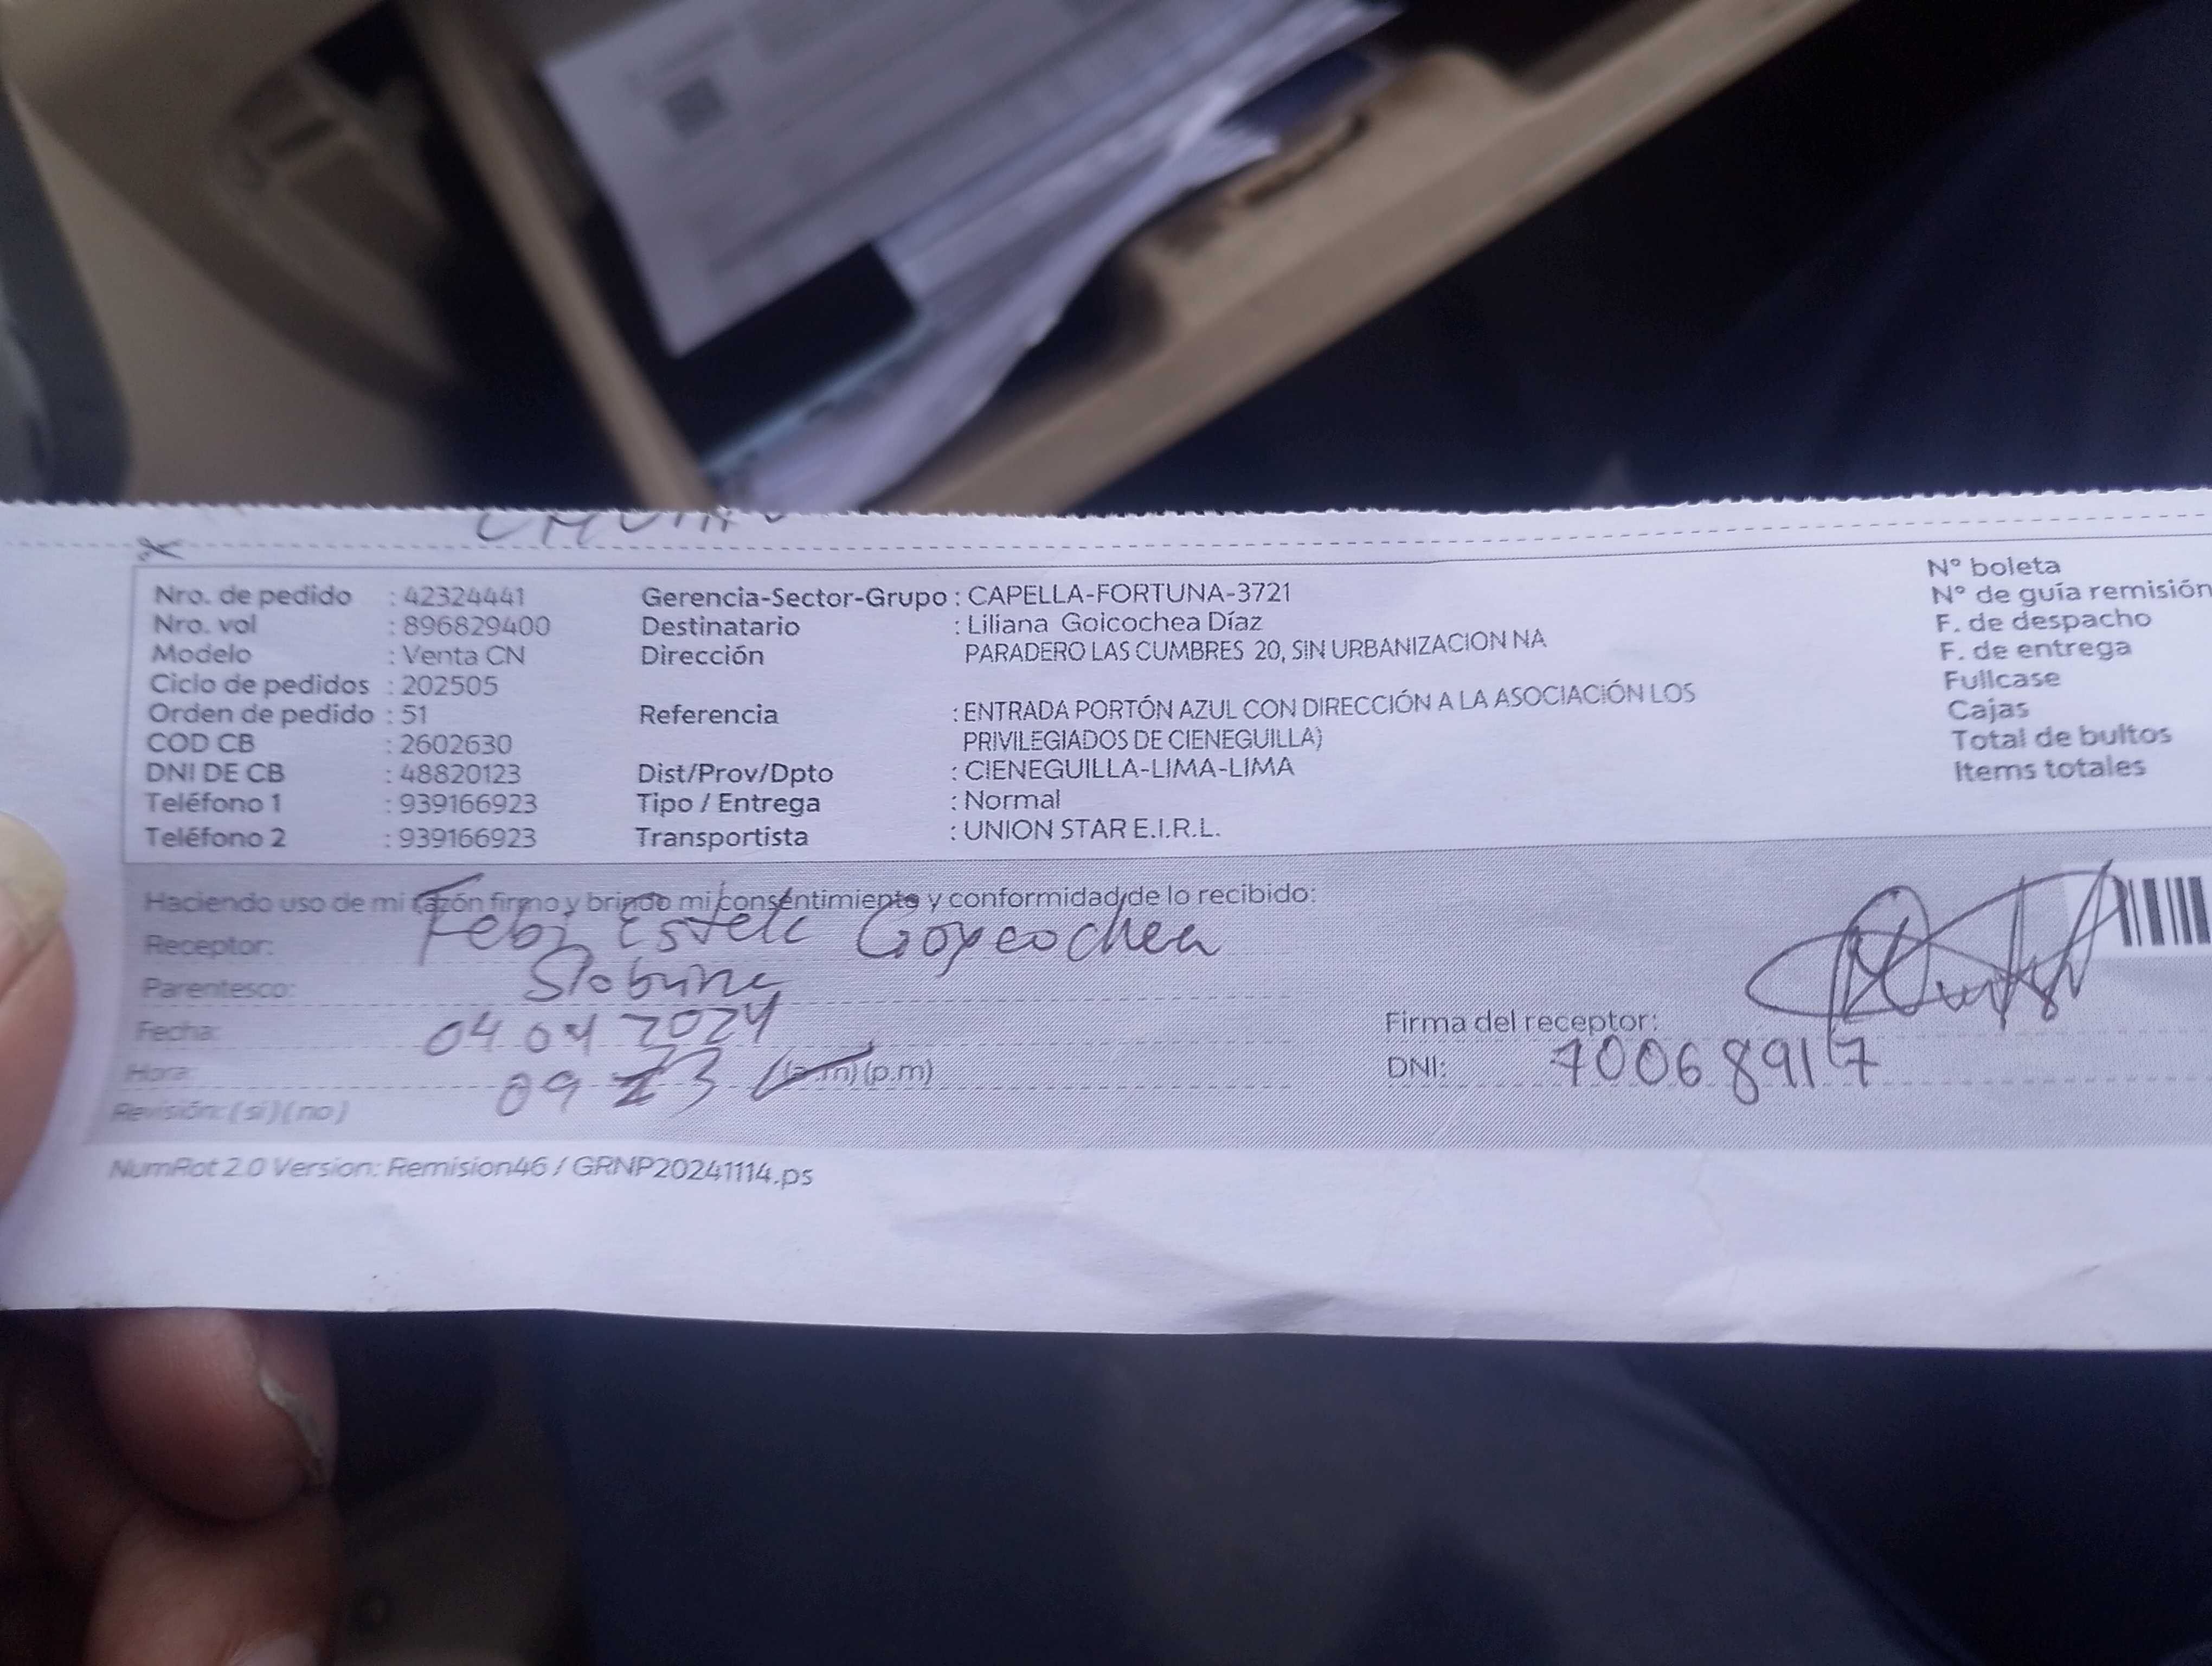 Nro. de pedido : 42324441 Gerencia-Sector-Grupo : CAPELLA-FORTUNA-3721 N° boleta
Nro. vol : 896829400 Destinatario : Liliana Goicochea Díaz N° de guía remisión
Modelo : Venta CN Dirección PARADERO LAS CUMBRES 20, SIN URBANIZACION NA F. de despacho
Ciclo de pedidos : 202505 F. de entrega
Orden de pedido : 51 Referencia : ENTRADA PORTÓN AZUL CON DIRECCIÓN A LA ASOCIACIÓN LOS Fullcase
COD CB : 2602630 PRIVILEGIADOS DE CIENEGUILLA) Cajas
DNI DE CB : 48820123 Dist/Prov/Dpto : CIENEGUILLA-LIMA-LIMA Total de bultos
Teléfono 1 : 939166923 Tipo / Entrega : Normal Items totales
Teléfono 2 : 939166923 Transportista : UNION STAR E.I.R.L.
Haciendo uso de mi razón firmo y brindo mi consentimiento y conformidad de lo recibido:
Receptor: Febi Estela Goycochea
Parentesco: Sobrina
Fecha: 04 04 2024
Firma del receptor:
Hora: 09 (a.m) (p.m) DNI: 70068917
Revisión: (si) (no)
NumRot 2.0 Version: Remision46 / GRNP20241114.ps